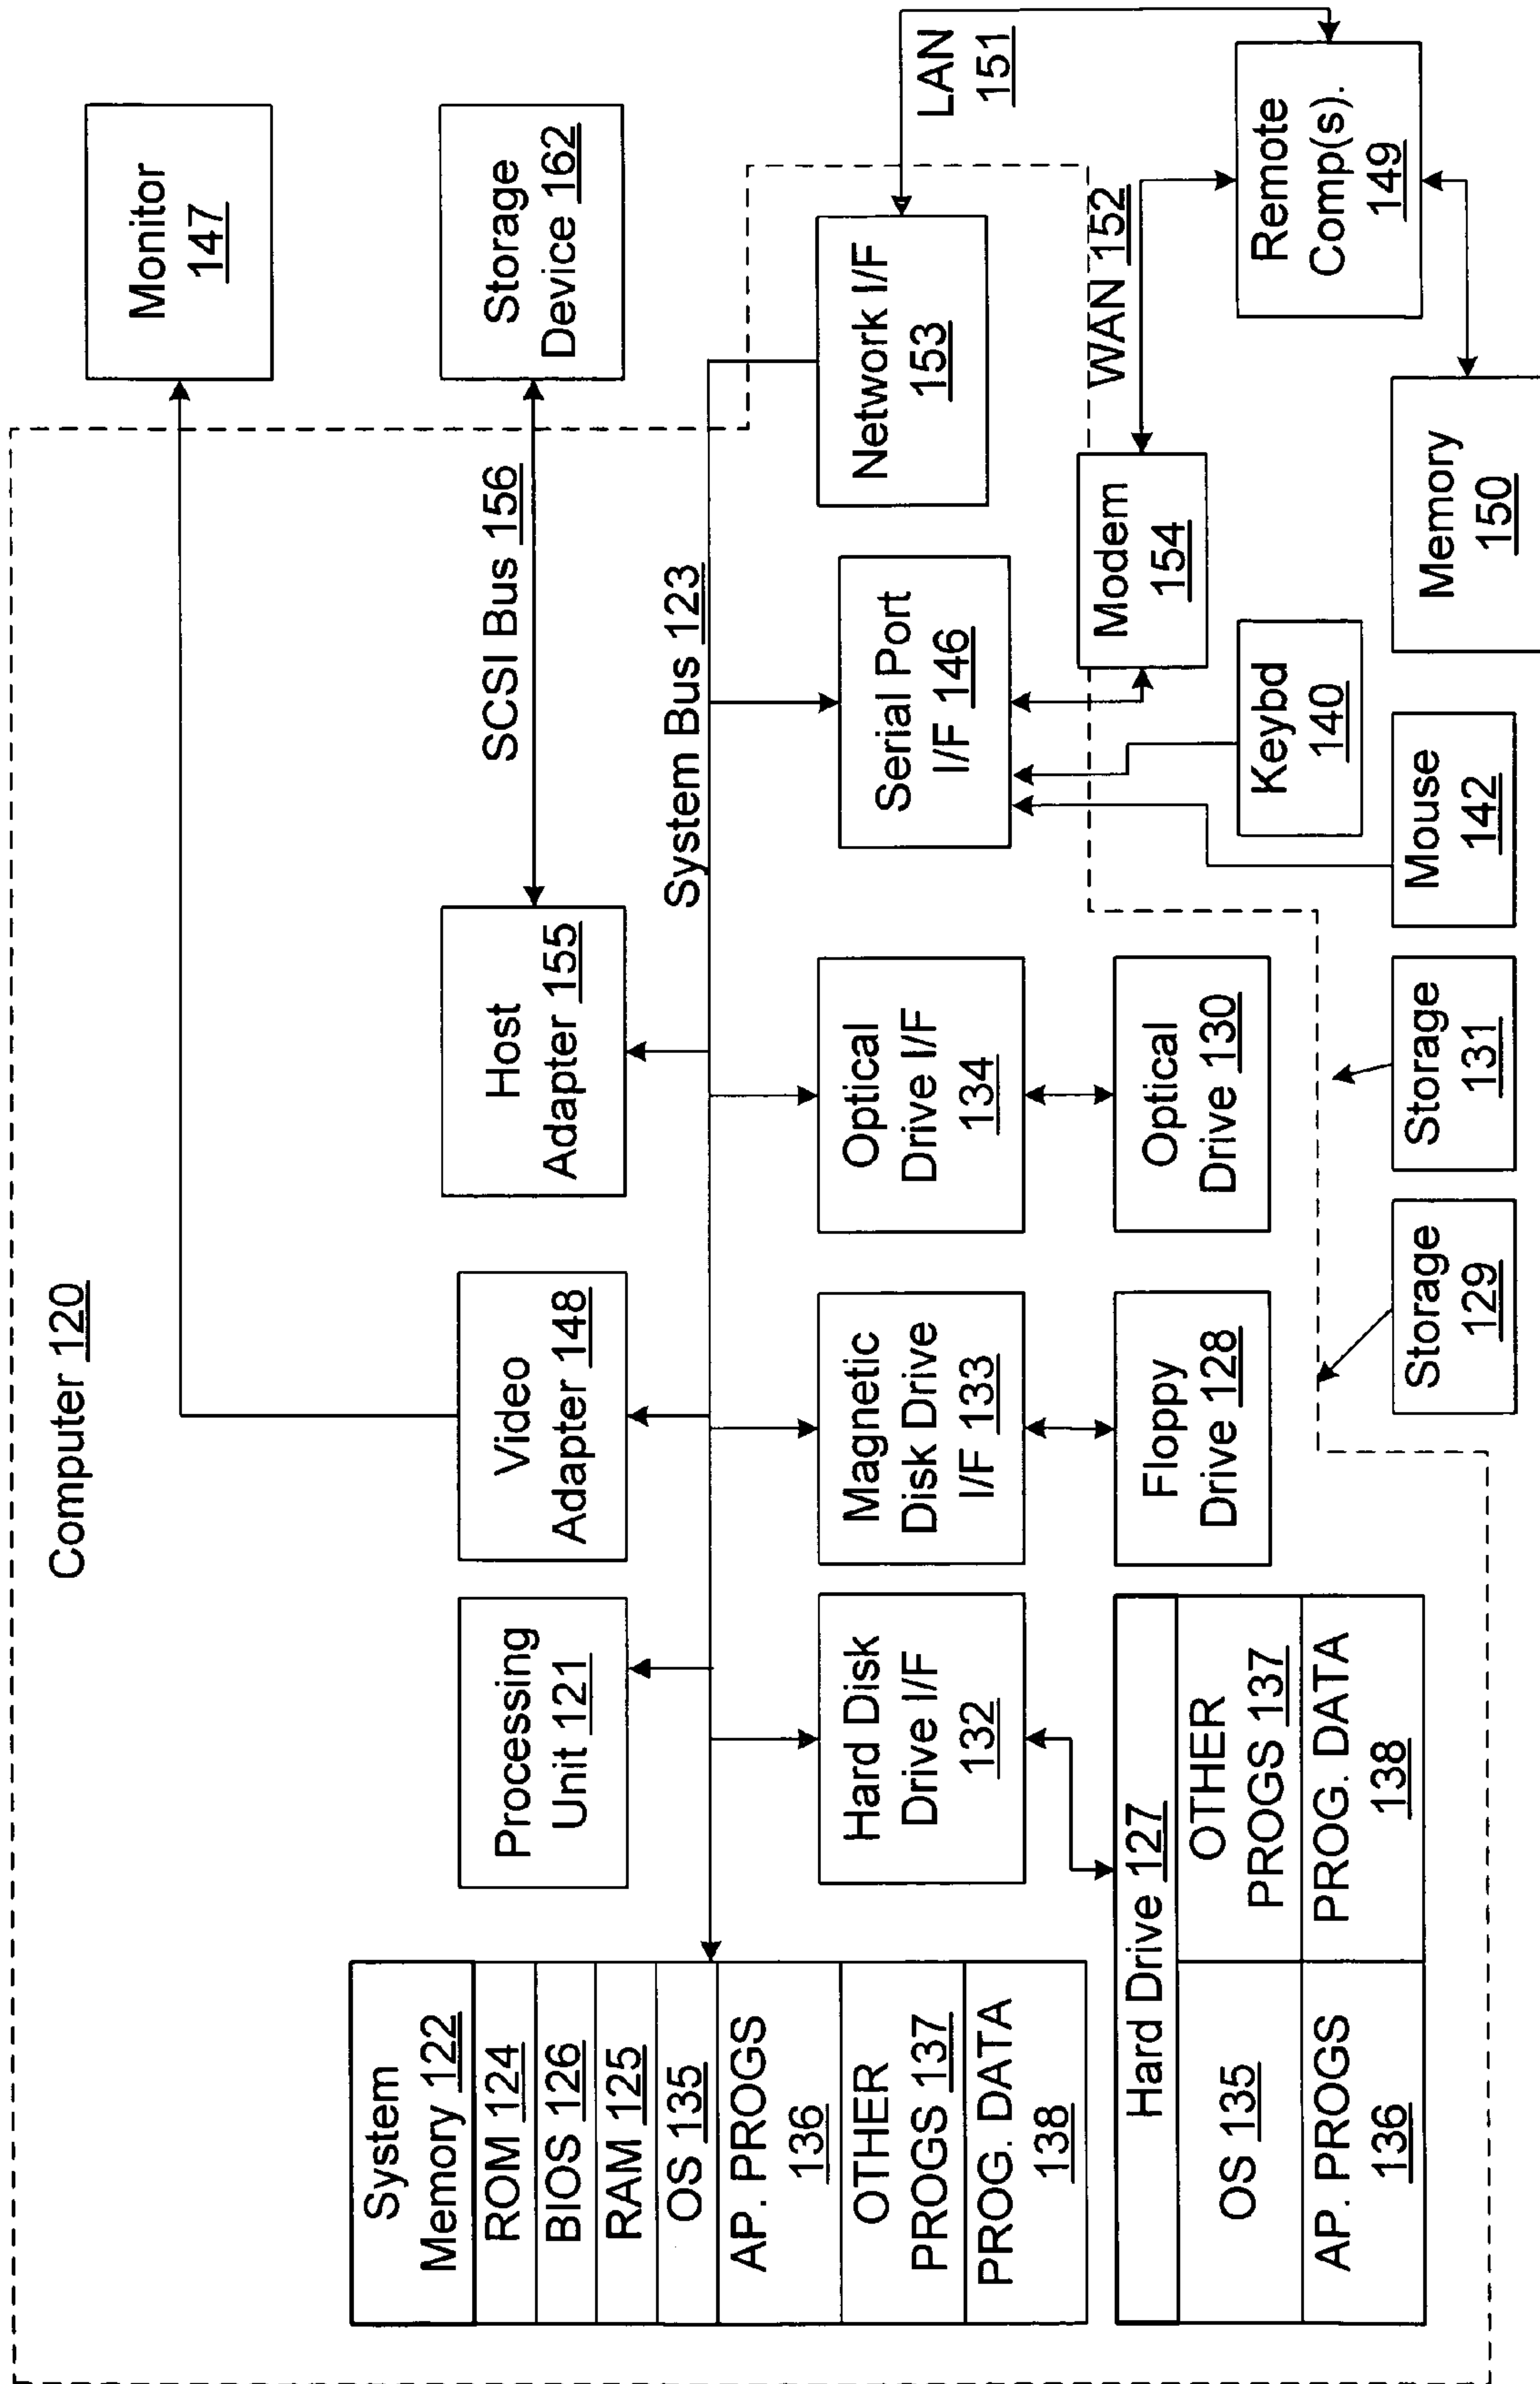 Computer 120
Monitor
147
Storage
Device 162
SCSI Bus 156
Processing
Unit 121
Video
Adapter 148
Host
Adapter 155
System Bus 123
System
Memory 122
ROM 124
BIOS 126
RAM 125
OS 135
AP. PROGS
136
OTHER
PROGS 137
PROG. DATA
138
Hard Disk
Drive I/F
132
Magnetic
Disk Drive
I/F 133
Optical
Drive I/F
134
Serial Port
I/F 146
Network I/F
153
LAN
151
Hard Drive 127
OS 135
OTHER
PROGS 137
AP. PROGS
136
PROG. DATA
138
Floppy
Drive 128
Optical
Drive 130
Modem
154
WAN 152
Remote
Comp(s).
149
Keybd
140
Storage
129
Storage
131
Mouse
142
Memory
150